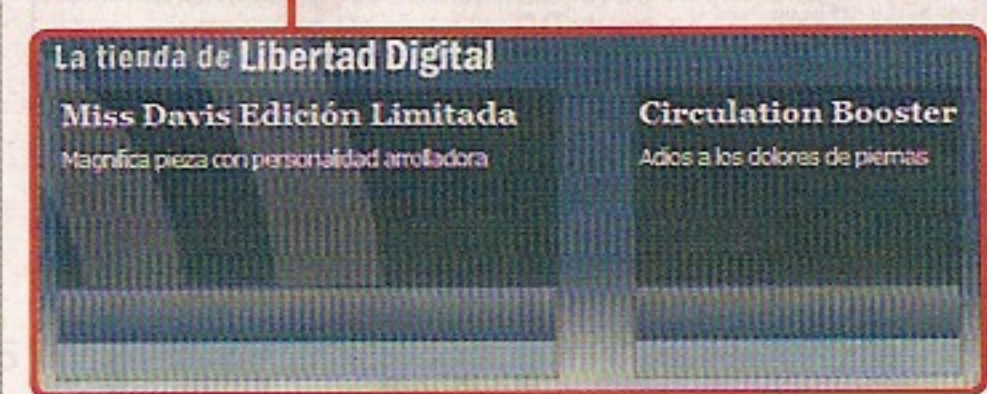 La tienda de Libertad Digital
Miss Davis Edición Limitada
Magnífica pieza con personalidad arrolladora
Circulation Booster
Adios a los dolores de piernas